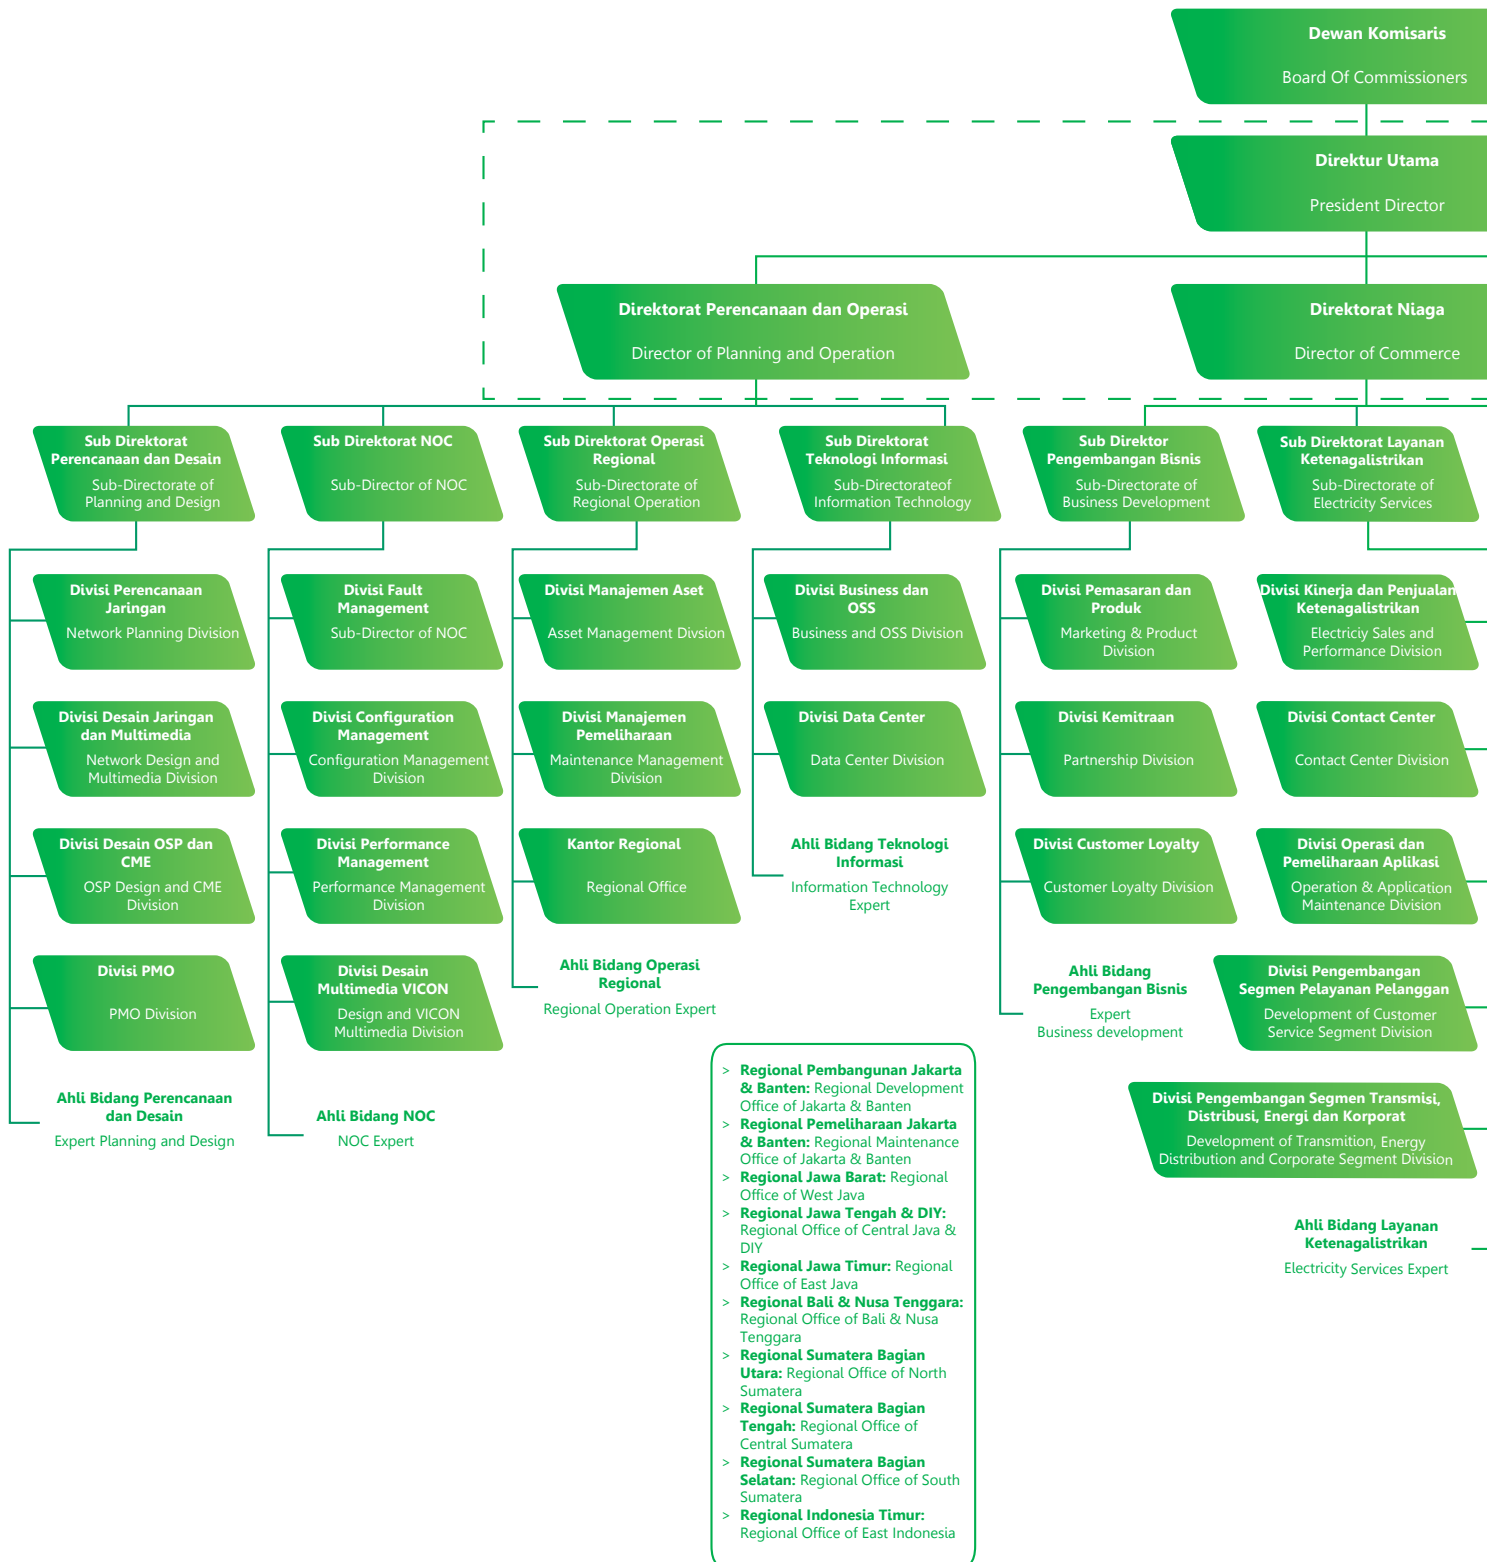 Dewan Komisaris
Board Of Commissioners
Direktur Utama
President Director
Direktorat Perencanaan dan Operasi
Director of Planning and Operation
Direktorat Niaga
Director of Commerce
Sub Direktorat
Perencanaan dan Desain
Sub-Directorate of
Planning and Design
Sub Direktorat NOC
Sub-Director of NOC
Sub Direktorat Operasi
Regional
Sub-Directorate of
Regional Operation
Sub Direktorat
Teknologi Informasi
Sub-Directorateof
Information Technology
Sub Direktor
Pengembangan Bisnis
Sub-Directorate of
Business Development
Sub Direktorat Layanan
Ketenagalistrikan
Sub-Directorate of
Electricity Services
Divisi Perencanaan
Jaringan
Network Planning Division
Divisi Desain Jaringan
dan Multimedia
Network Design and
Multimedia Division
Divisi Desain OSP dan
CME
OSP Design and CME
Division
Divisi PMO
PMO Division
Ahli Bidang Perencanaan
dan Desain
Expert Planning and Design
Divisi Fault
Management
Sub-Director of NOC
Divisi Configuration
Management
Configuration Management
Division
Divisi Performance
Management
Performance Management
Division
Divisi Desain
Multimedia VICON
Design and VICON
Multimedia Division
Ahli Bidang NOC
NOC Expert
Divisi Manajemen Aset
Asset Management Divsion
Divisi Manajemen
Pemeliharaan
Maintenance Management
Division
Kantor Regional
Regional Office
Ahli Bidang Operasi
Regional
Regional Operation Expert
Divisi Business dan
OSS
Business and OSS Division
Divisi Data Center
Data Center Division
Ahli Bidang Teknologi
Informasi
Information Technology
Expert
Divisi Pemasaran dan
Produk
Marketing & Product
Division
Divisi Kemitraan
Partnership Division
Divisi Customer Loyalty
Customer Loyalty Division
Ahli Bidang
Pengembangan Bisnis
Expert
Business development
Divisi Kinerja dan Penjualan
Ketenagalistrikan
Electriciy Sales and
Performance Division
Divisi Contact Center
Contact Center Division
Divisi Operasi dan
Pemeliharaan Aplikasi
Operation & Application
Maintenance Division
Divisi Pengembangan
Segmen Pelayanan Pelanggan
Development of Customer
Service Segment Division
Divisi Pengembangan Segmen Transmisi,
Distribusi, Energi dan Korporat
Development of Transmition, Energy
Distribution and Corporate Segment Division
Ahli Bidang Layanan
Ketenagalistrikan
Electricity Services Expert
> Regional Pembangunan Jakarta
& Banten: Regional Development
Office of Jakarta & Banten
> Regional Pemeliharaan Jakarta
& Banten: Regional Maintenance
Office of Jakarta & Banten
> Regional Jawa Barat: Regional
Office of West Java
> Regional Jawa Tengah & DIY:
Regional Office of Central Java &
DIY
> Regional Jawa Timur: Regional
Office of East Java
> Regional Bali & Nusa Tenggara:
Regional Office of Bali & Nusa
Tenggara
> Regional Sumatera Bagian
Utara: Regional Office of North
Sumatera
> Regional Sumatera Bagian
Tengah: Regional Office of
Central Sumatera
> Regional Sumatera Bagian
Selatan: Regional Office of South
Sumatera
> Regional Indonesia Timur:
Regional Office of East Indonesia